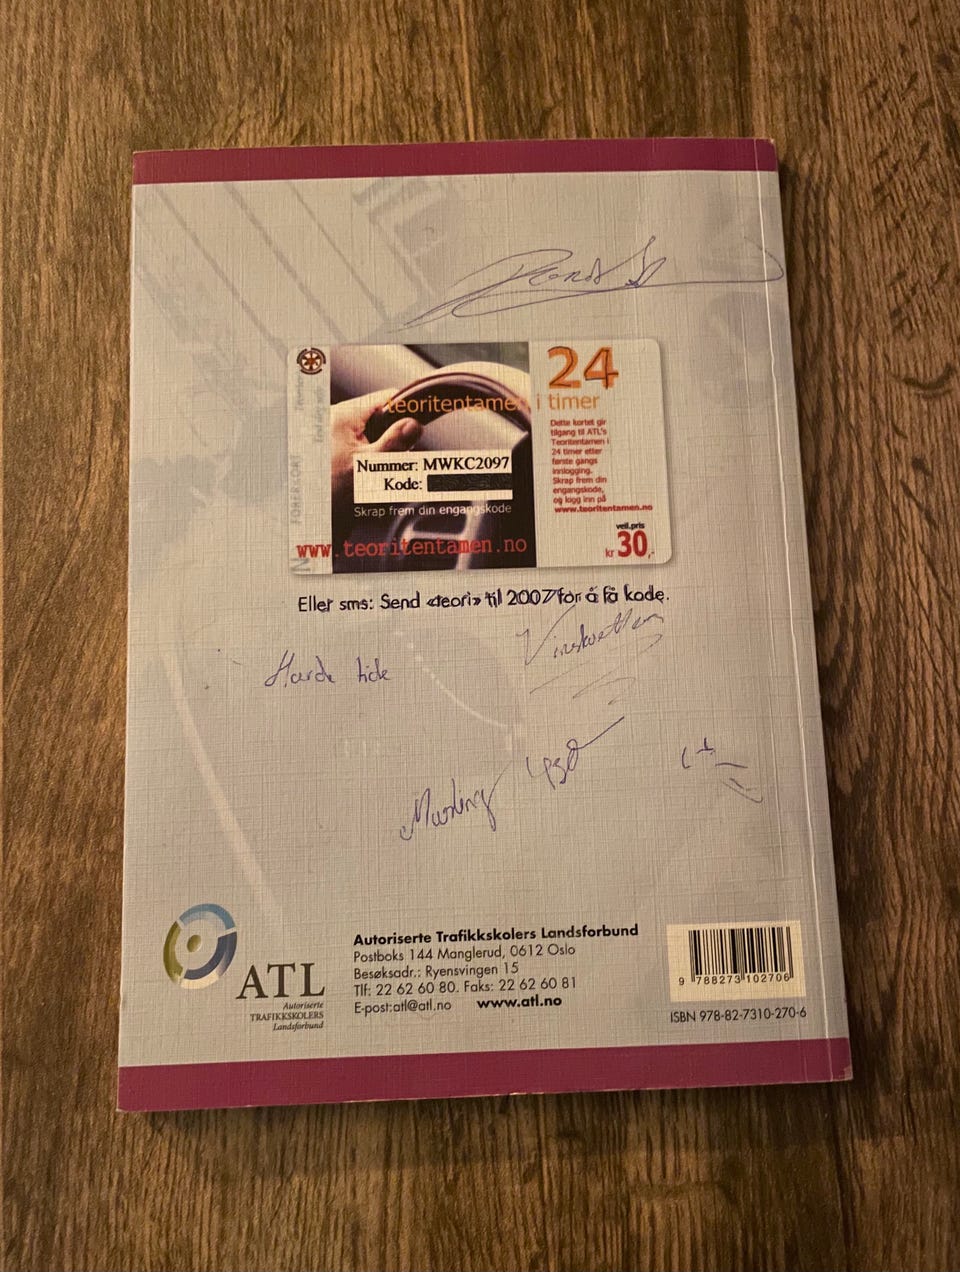 24
teoritentamen i timer
Dette kortet gir
tilgang til ATL's
Teoritentamen i
24 timer etter
første gangs
innlogging.
Skrap frem din
engangskode,
og logg inn på
www.teoritentamen.no
Nummer: MWKC2097
Kode:
Skrap frem din engangskode
www.teoritentamen.no
veil.pris
kr 30,-
Eller sms: Send «teori» til 2007 for å få kode.
Harde tide
ATL
Autoriserte
TRAFIKKSKOLERS
Landsforbund
Autoriserte Trafikkskolers Landsforbund
Postboks 144 Manglerud, 0612 Oslo
Besøksadr.: Ryensvingen 15
Tlf: 22 62 60 80. Faks: 22 62 60 81
E-post:atl@atl.no www.atl.no
9 788273 102706
ISBN 978-82-7310-270-6